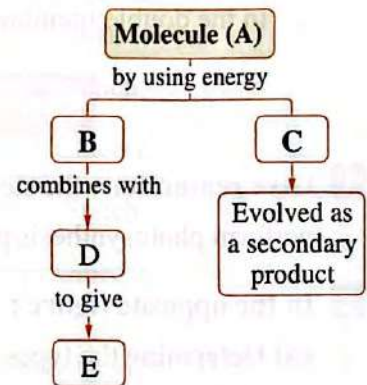 Molecule (A)
by using energy
B
C
combines with
Evolved as
a secondary
product
D
to give
E